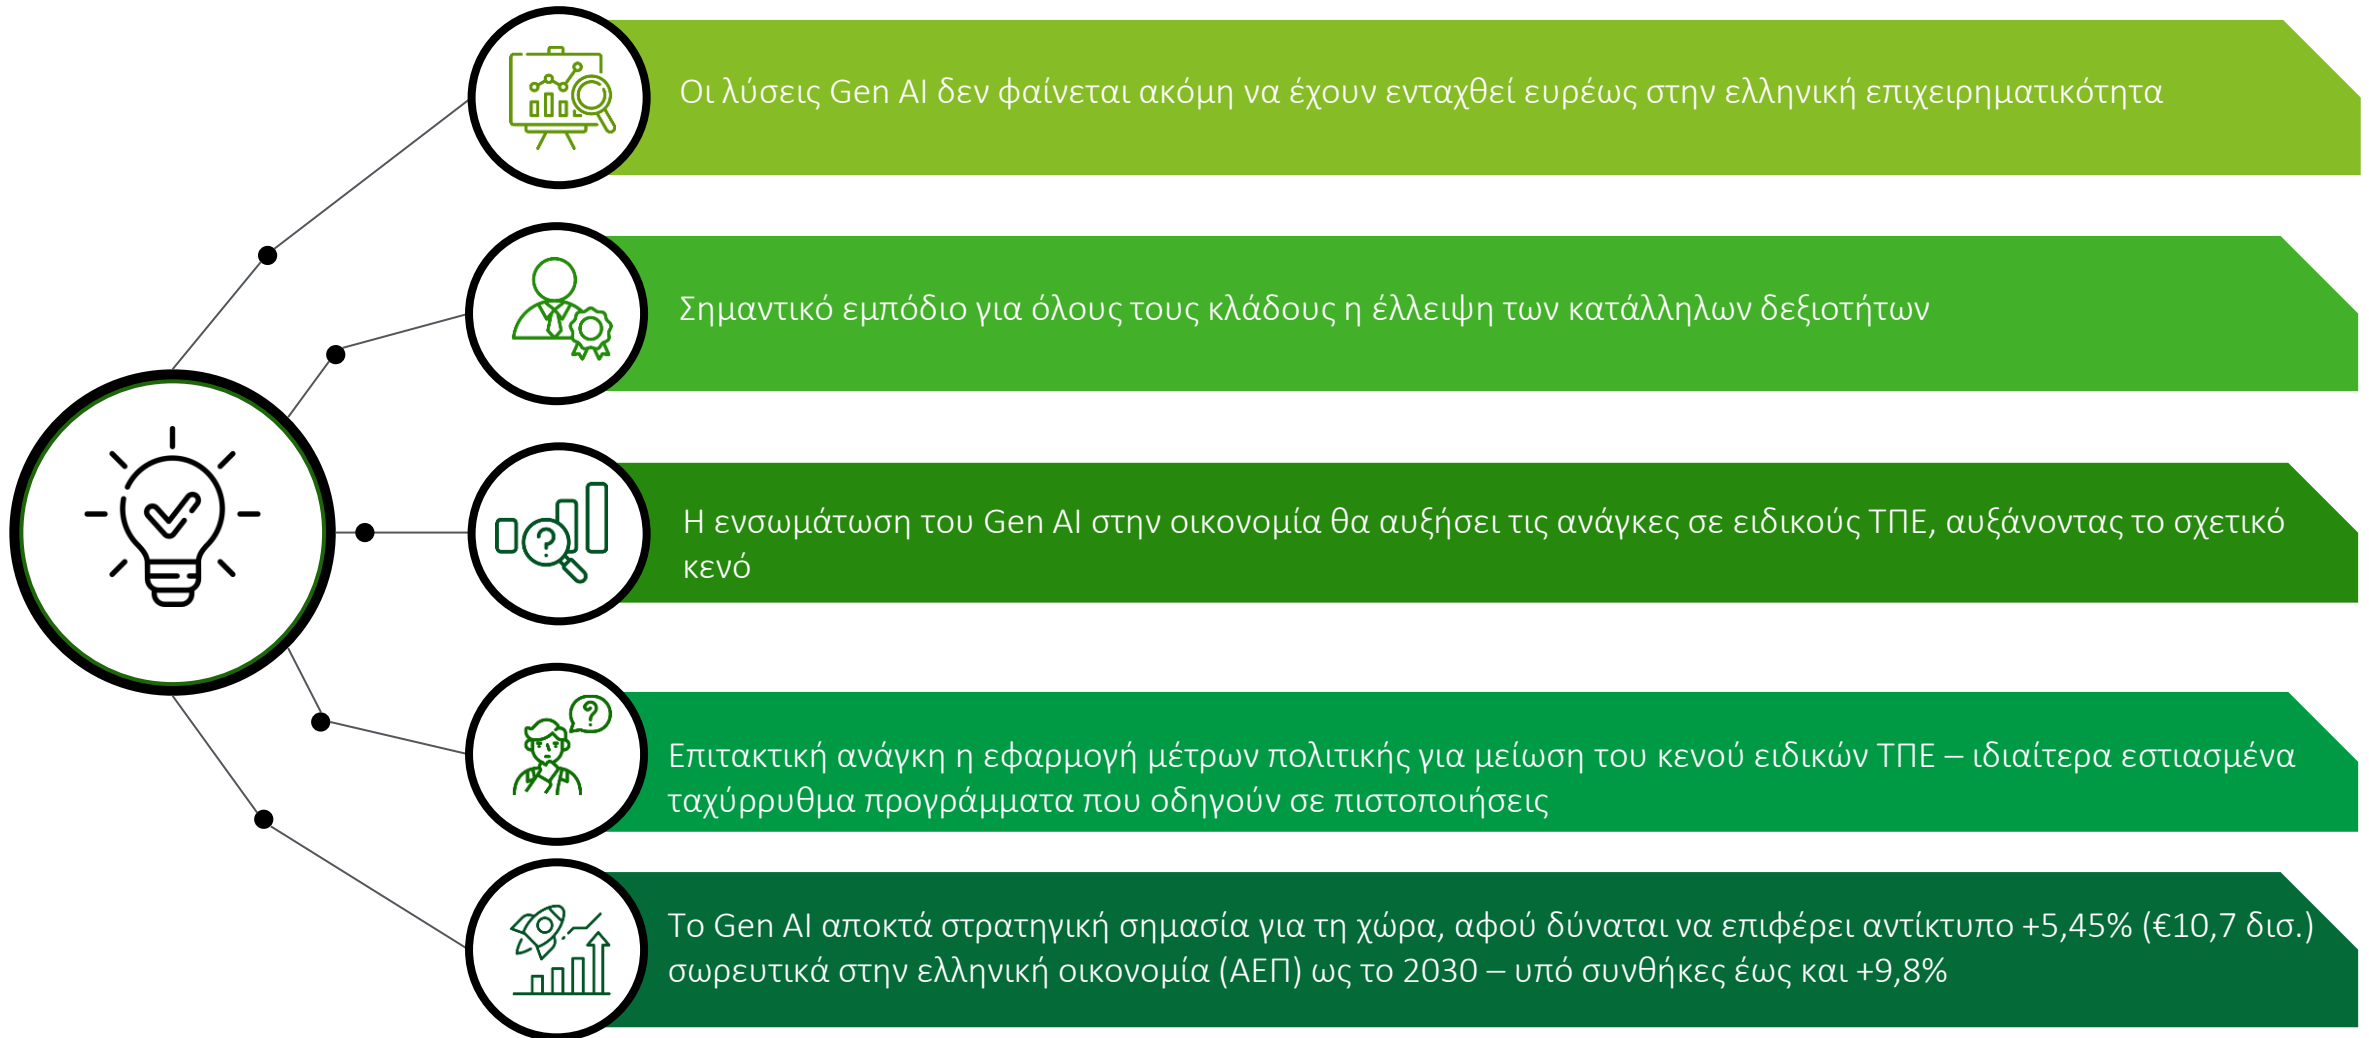 Οι λύσεις Gen AI δεν φαίνεται ακόμη να έχουν ενταχθεί ευρέως στην ελληνική επιχειρηματικότητα
Σημαντικό εμπόδιο για όλους τους κλάδους η έλλειψη των κατάλληλων δεξιοτήτων
Η ενσωμάτωση του Gen AI στην οικονομία θα αυξήσει τις ανάγκες σε ειδικούς ΤΠΕ, αυξάνοντας το σχετικό
κενό
Επιτακτική ανάγκη η εφαρμογή μέτρων πολιτικής για μείωση του κενού ειδικών ΤΠΕ – ιδιαίτερα εστιασμένα
ταχύρρυθμα προγράμματα που οδηγούν σε πιστοποιήσεις
Το Gen AI αποκτά στρατηγική σημασία για τη χώρα, αφού δύναται να επιφέρει αντίκτυπο +5,45% (€10,7 δισ.)
σωρευτικά στην ελληνική οικονομία (ΑΕΠ) ως το 2030 – υπό συνθήκες έως και +9,8%